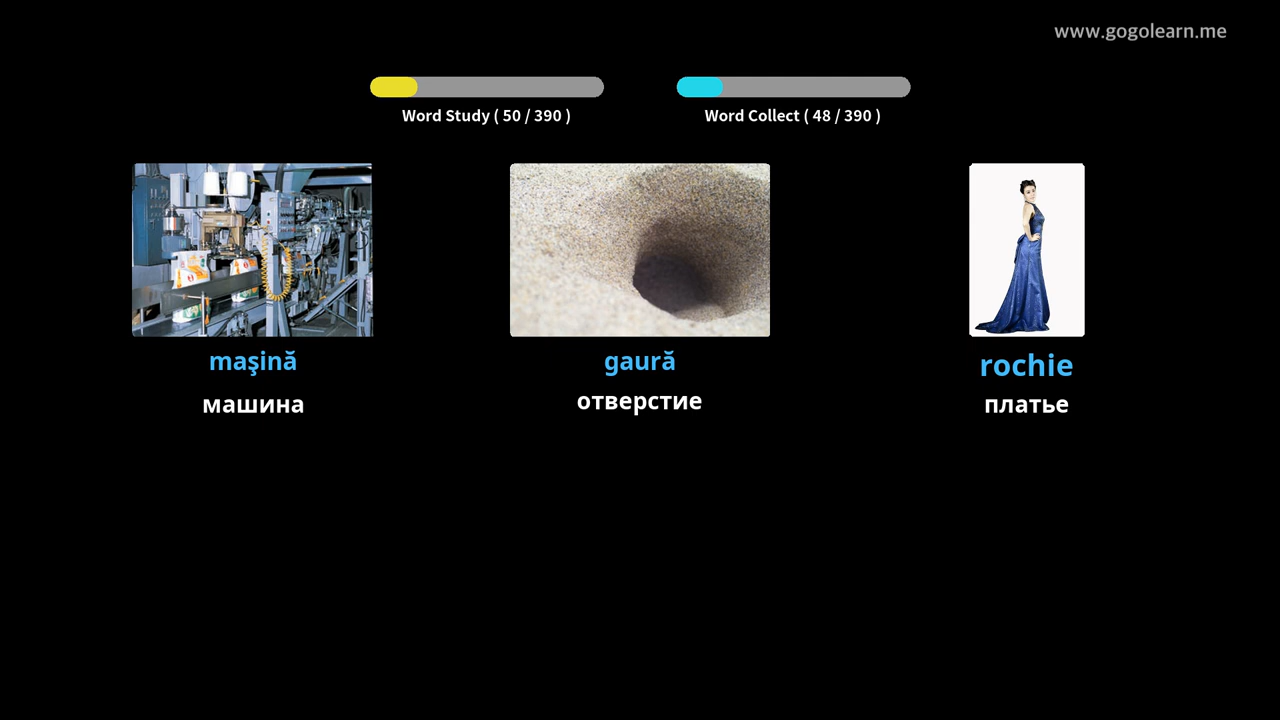 www.gogolearn.me
Word Study ( 50 / 390 )
Word Collect ( 48 / 390 )
maşină
машина
gaură
отверстие
rochie
платье